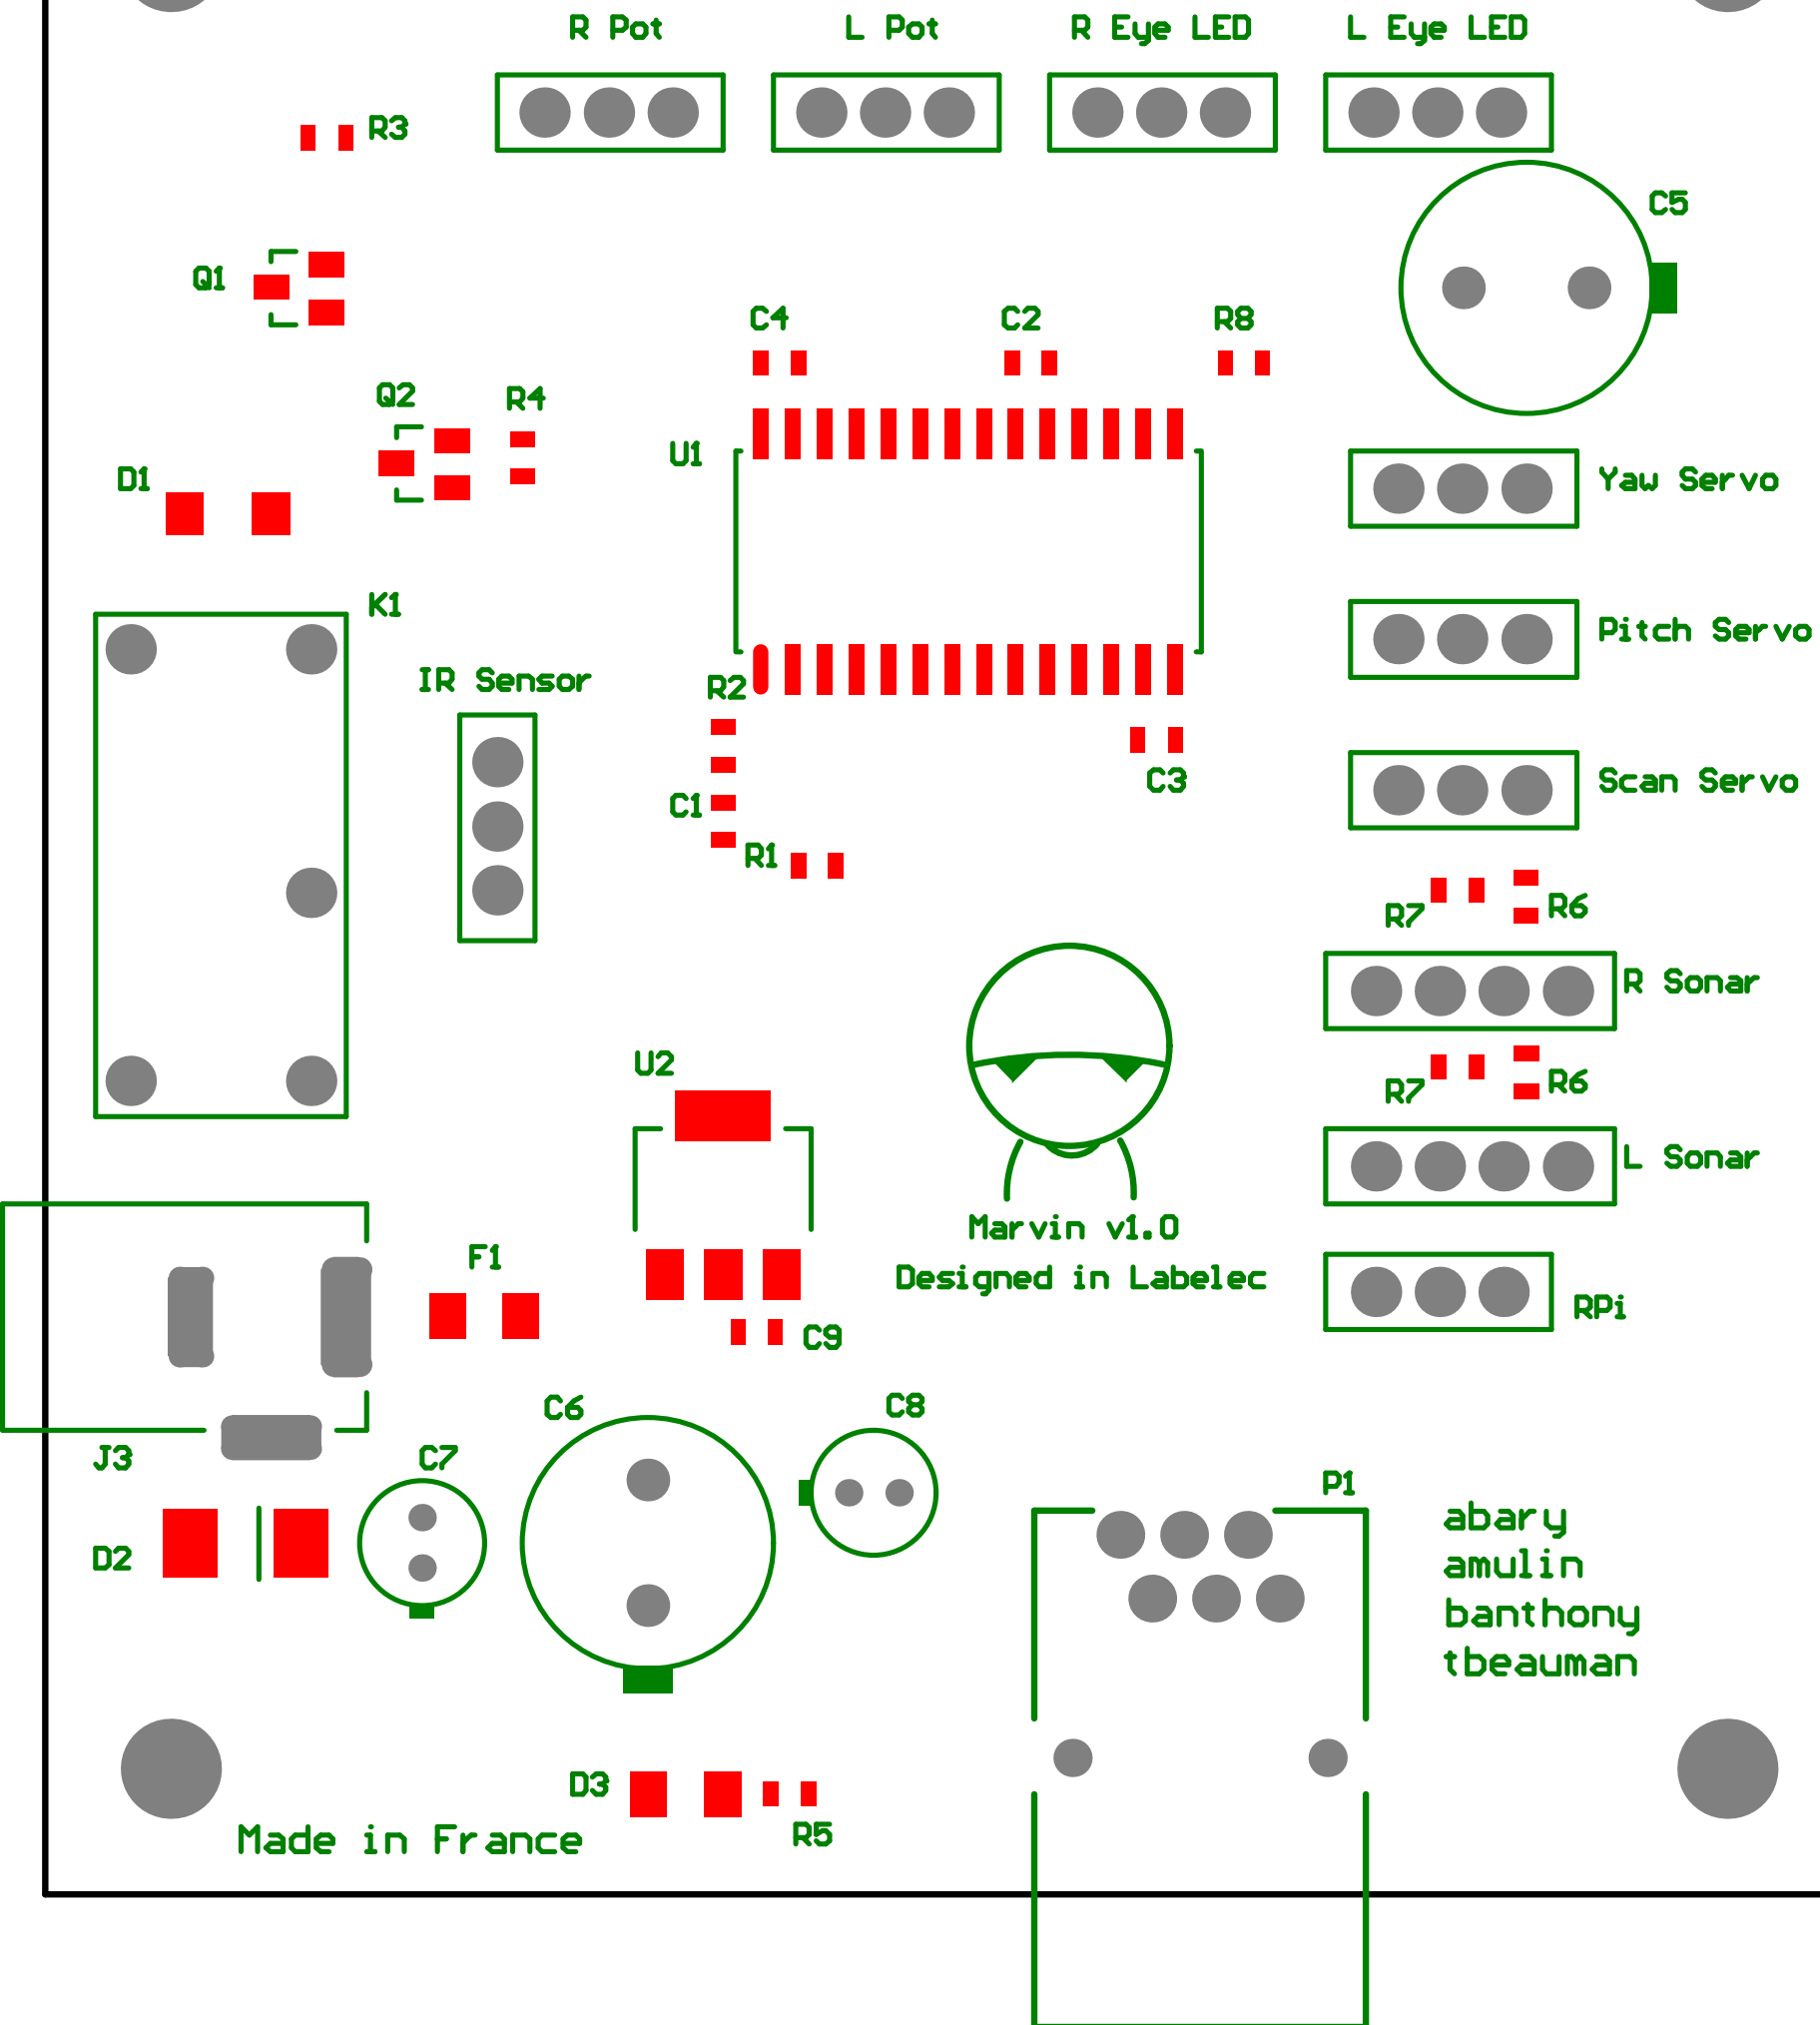 R Pot
L Pot
R Eye LED
L Eye LED
R3
C5
Q1
C4
C2
R8
Q2
R4
U1
D1
Yaw Servo
K1
Pitch Servo
IR Sensor
R2
C3
Scan Servo
C1
R1
R7
R6
R Sonar
U2
R7
R6
L Sonar
Marvin v1.0
F1
Designed in Labelec
RPi
C9
C6
C8
J3
C7
P1
abary
D2
amulin
banthony
tbeauman
D3
R5
Made in France